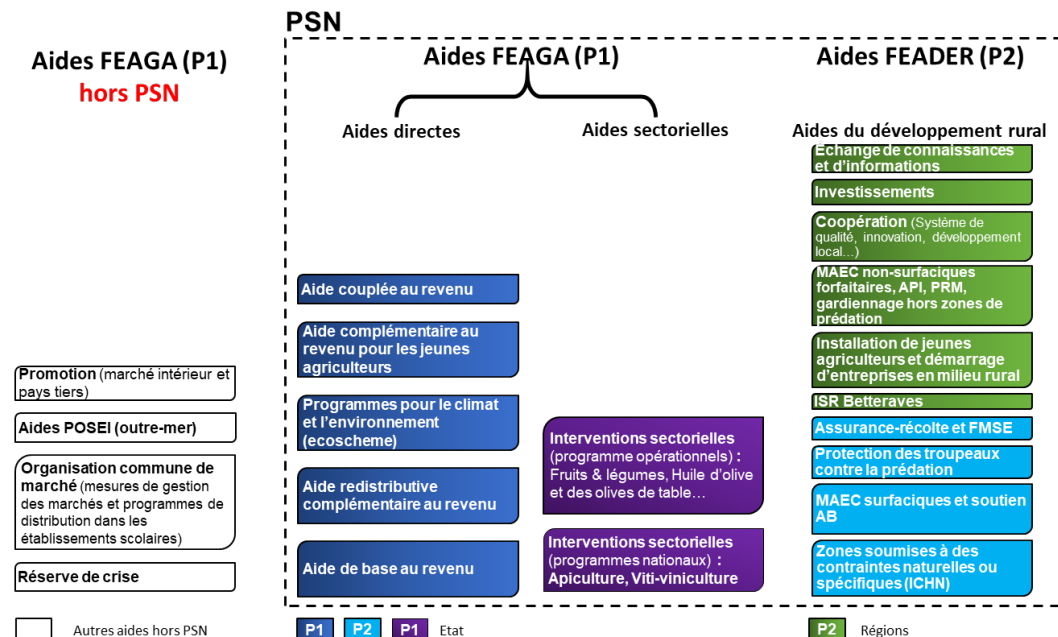 PSN
Aides FEAGA (P1)
hors PSN
Aides FEAGA (P1)
Aides FEADER (P2)
Aides directes
Aides sectorielles
Aides du développement rural
Promotion (marché intérieur et
pays tiers)
Aides POSEI (outre-mer)
Organisation commune de
marché (mesures de gestion
des marchés et programmes de
distribution dans les
établissements scolaires)
Réserve de crise
Aide couplée au revenu
Aide complémentaire au
revenu pour les jeunes
agriculteurs
Programmes pour le climat
et l'environnement
(ecoscheme)
Aide redistributive
complémentaire au revenu
Aide de base au revenu
Interventions sectorielles
(programme opérationnels) :
Fruits & légumes, Huile d'olive
et des olives de table…
Interventions sectorielles
(programmes nationaux) :
Apiculture, Viti-viniculture
Echange de connaissances
et d'informations
Investissements
Coopération (Système de
qualité, innovation, développement
local…)
MAEC non-surfaciques
forfaitaires, API, PRM,
gardiennage hors zones de
prédation
Installation de jeunes
agriculteurs et démarrage
d'entreprises en milieu rural
ISR Betteraves
Assurance-récolte et FMSE
Protection des troupeaux
contre la prédation
MAEC surfaciques et soutien
AB
Zones soumises à des
contraintes naturelles ou
spécifiques (ICHN)
Autres aides hors PSN
P1 P2 P1 Etat
P2 Régions